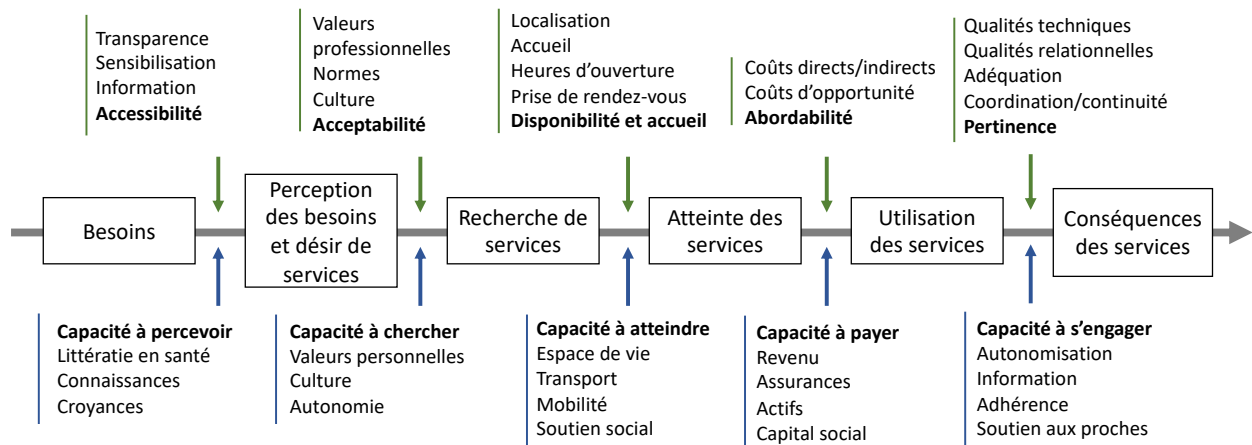 Transparence
Sensibilisation
Information
Accessibilité
Valeurs
professionnelles
Normes
Culture
Acceptabilité
Localisation
Accueil
Heures d’ouverture
Prise de rendez-vous
Disponibilité et accueil
Coûts directs/indirects
Coûts d’opportunité
Abordabilité
Qualités techniques
Qualités relationnelles
Adéquation
Coordination/continuité
Pertinence
Besoins
Perception
des besoins
et désir de
services
Recherche de
services
Atteinte des
services
Utilisation
des services
Conséquences
des services
Capacité à percevoir
Littératie en santé
Connaissances
Croyances
Capacité à chercher
Valeurs personnelles
Culture
Autonomie
Capacité à atteindre
Espace de vie
Transport
Mobilité
Soutien social
Capacité à payer
Revenu
Assurances
Actifs
Capital social
Capacité à s’engager
Autonomisation
Information
Adhérence
Soutien aux proches